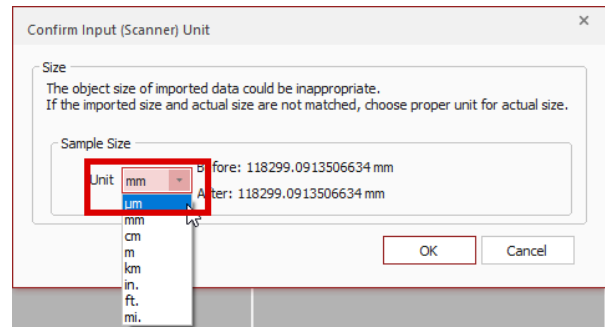 Confirm Input (Scanner) Unit
Size
The object size of imported data could be inappropriate.
If the imported size and actual size are not matched, choose proper unit for actual size.
Sample Size
Before: 118299.0913506634 mm
Unit mm
After: 118299.0913506634 mm
µm
mm
cm
m
km
in.
ft.
mi.
OK Cancel